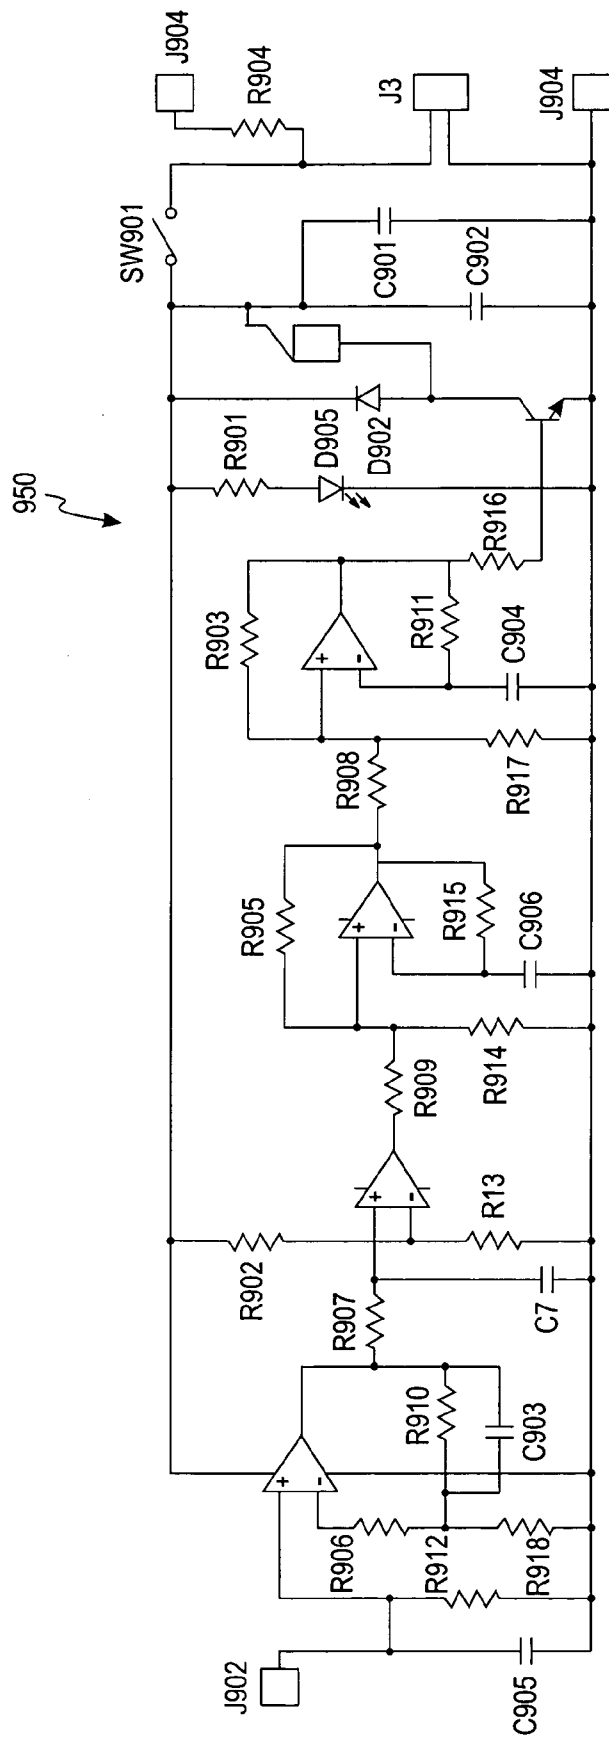 950
J902
C905
R906
R912
R918
R910
C903
R907
C7
R902
R13
R909
R914
R905
R915
C906
R908
R917
R903
R911
C904
R916
R901
D905
D902
SW901
C901
C902
J904
R904
J3
J904
+
-
+
-
+
-
+
-